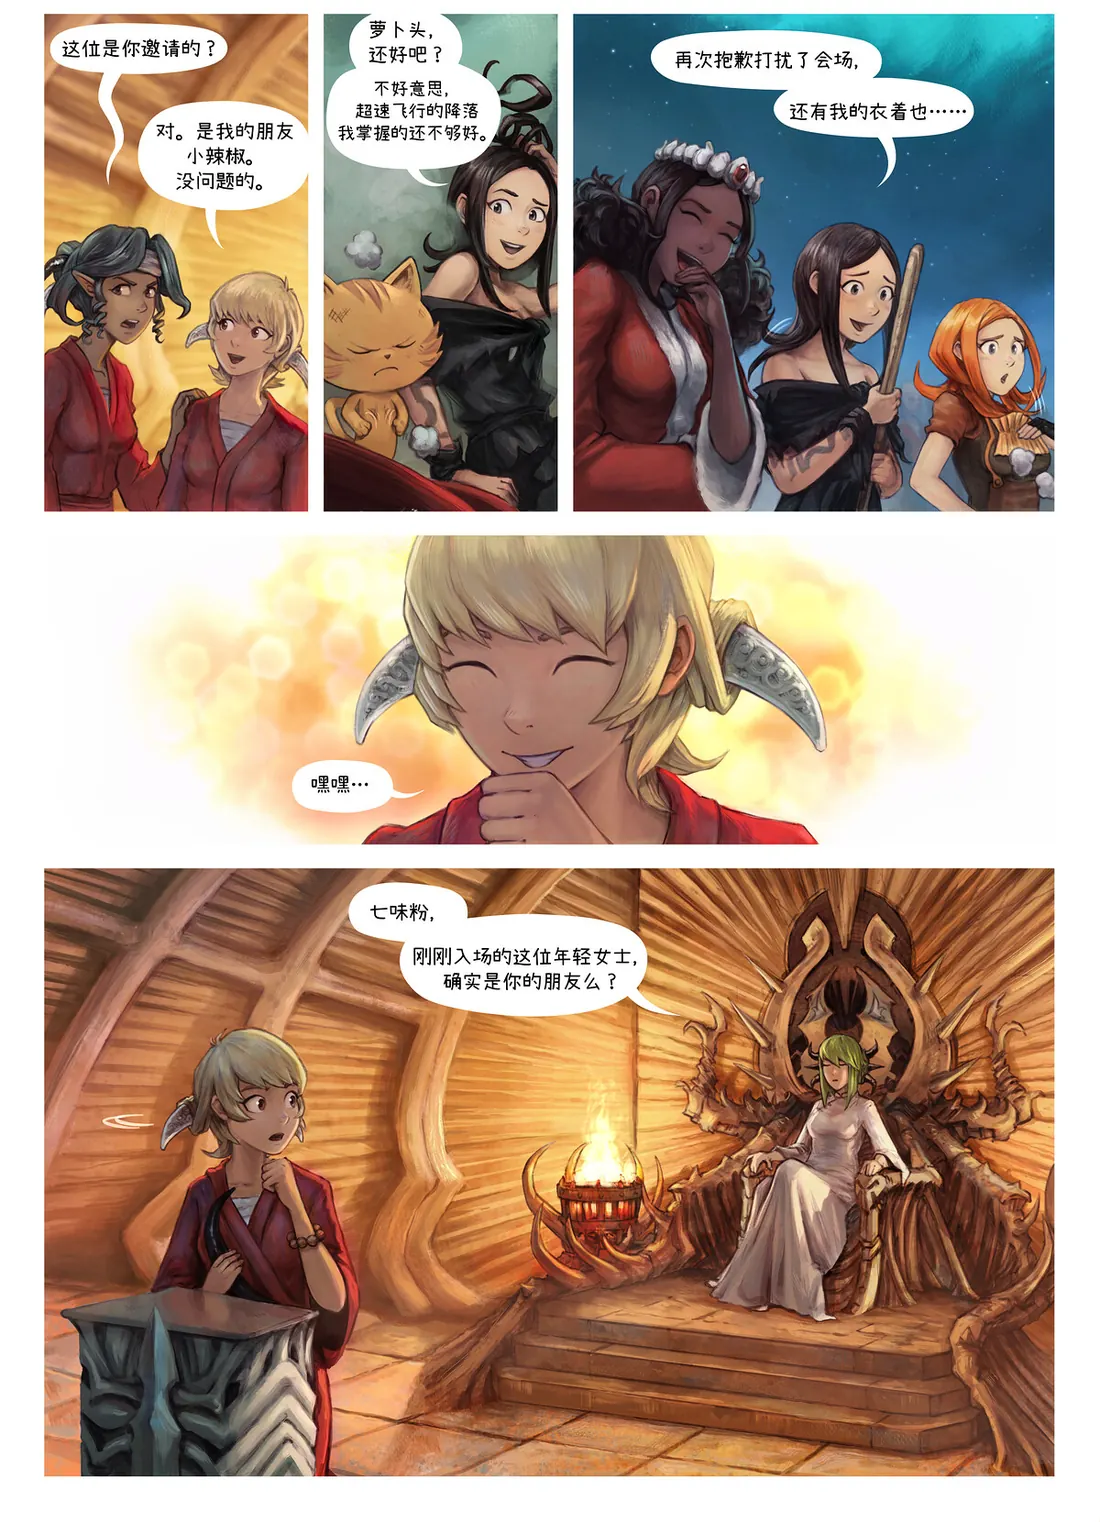 这位是你邀请的？
对。是我的朋友
小辣椒。
没问题的。
萝卜头，
还好吧？
不好意思，
超速飞行的降落
我掌握的还不够好。
再次抱歉打扰了会场，
还有我的衣着也……
嘿嘿…
七味粉，
刚刚入场的这位年轻女士，
确实是你的朋友么？